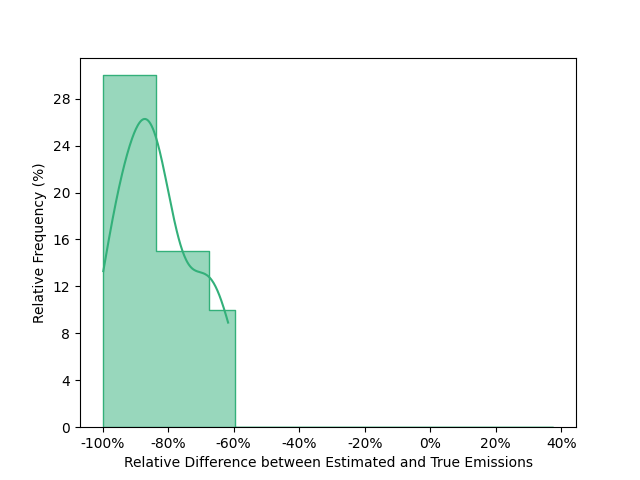 28
24
20
16
12
8
4
0
Relative Frequency (%)
-100% -80% -60% -40% -20% 0% 20% 40%
Relative Difference between Estimated and True Emissions